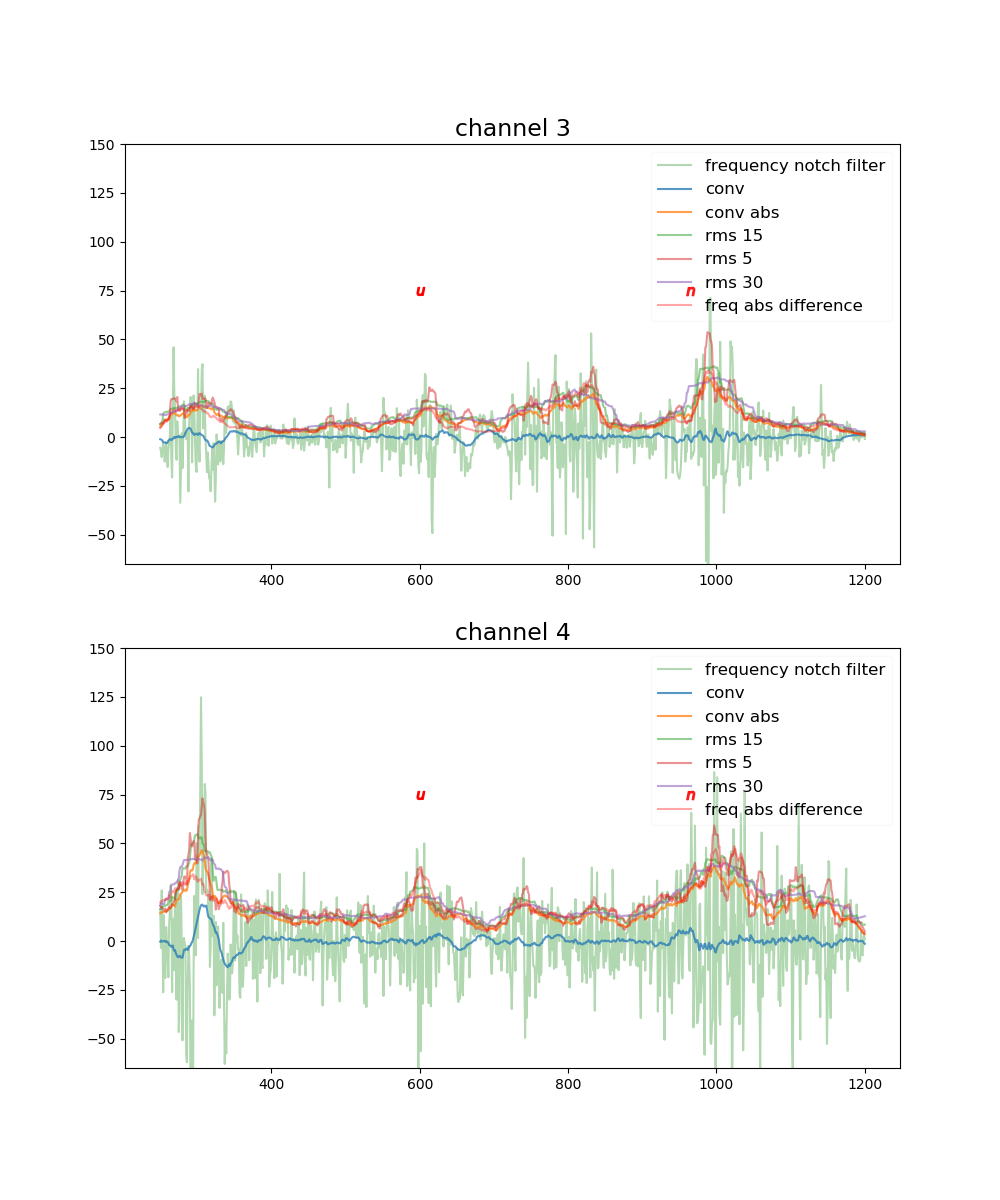 channel 3
150
125
100
75
50
25
0
−25
−50
frequency notch filter
conv
conv abs
rms 15
rms 5
rms 30
freq abs difference
u
n
400
600
800
1000
1200
channel 4
150
125
100
75
50
25
0
−25
−50
frequency notch filter
conv
conv abs
rms 15
rms 5
rms 30
freq abs difference
u
n
400
600
800
1000
1200